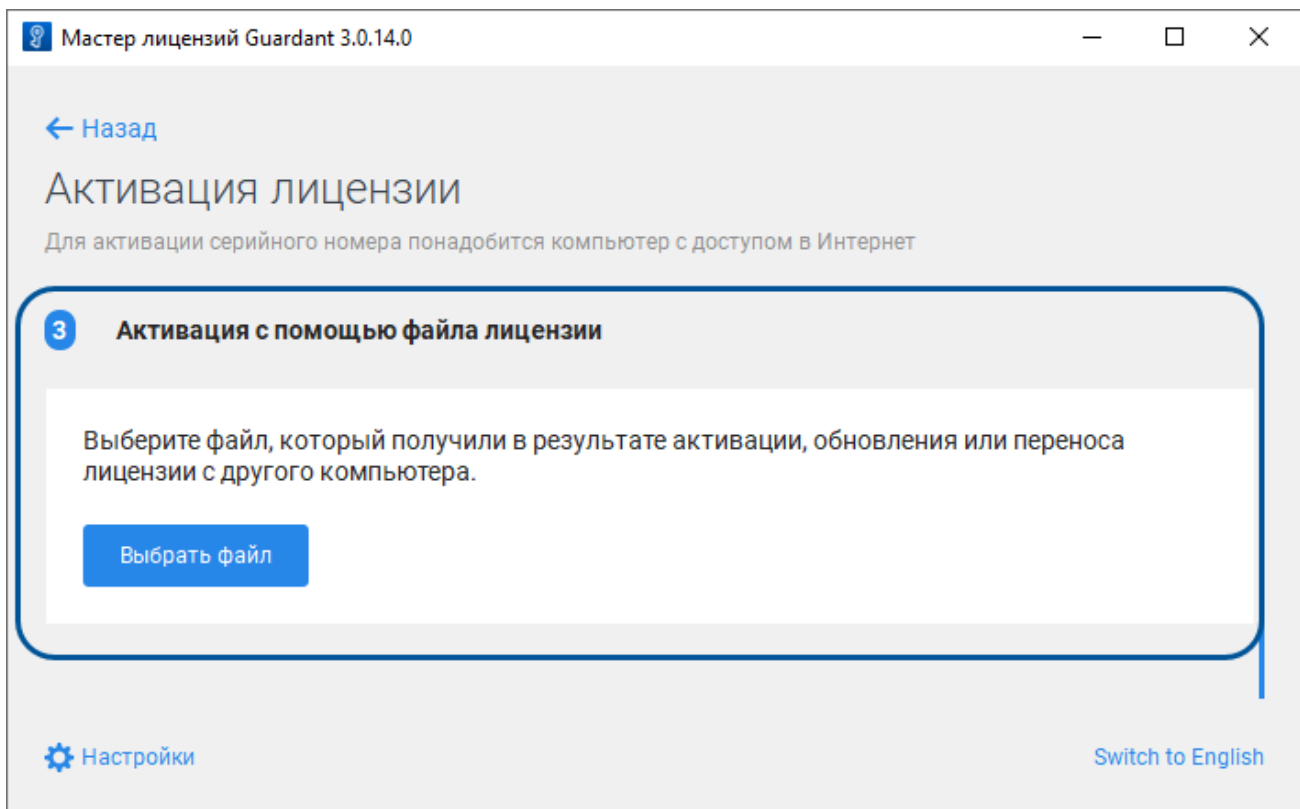 Мастер лицензий Guardant 3.0.14.0
Назад
Активация лицензии
Для активации серийного номера понадобится компьютер с доступом в Интернет
3 Активация с помощью файла лицензии
Выберите файл, который получили в результате активации, обновления или переноса
лицензии с другого компьютера.
Выбрать файл
Настройки
Switch to English